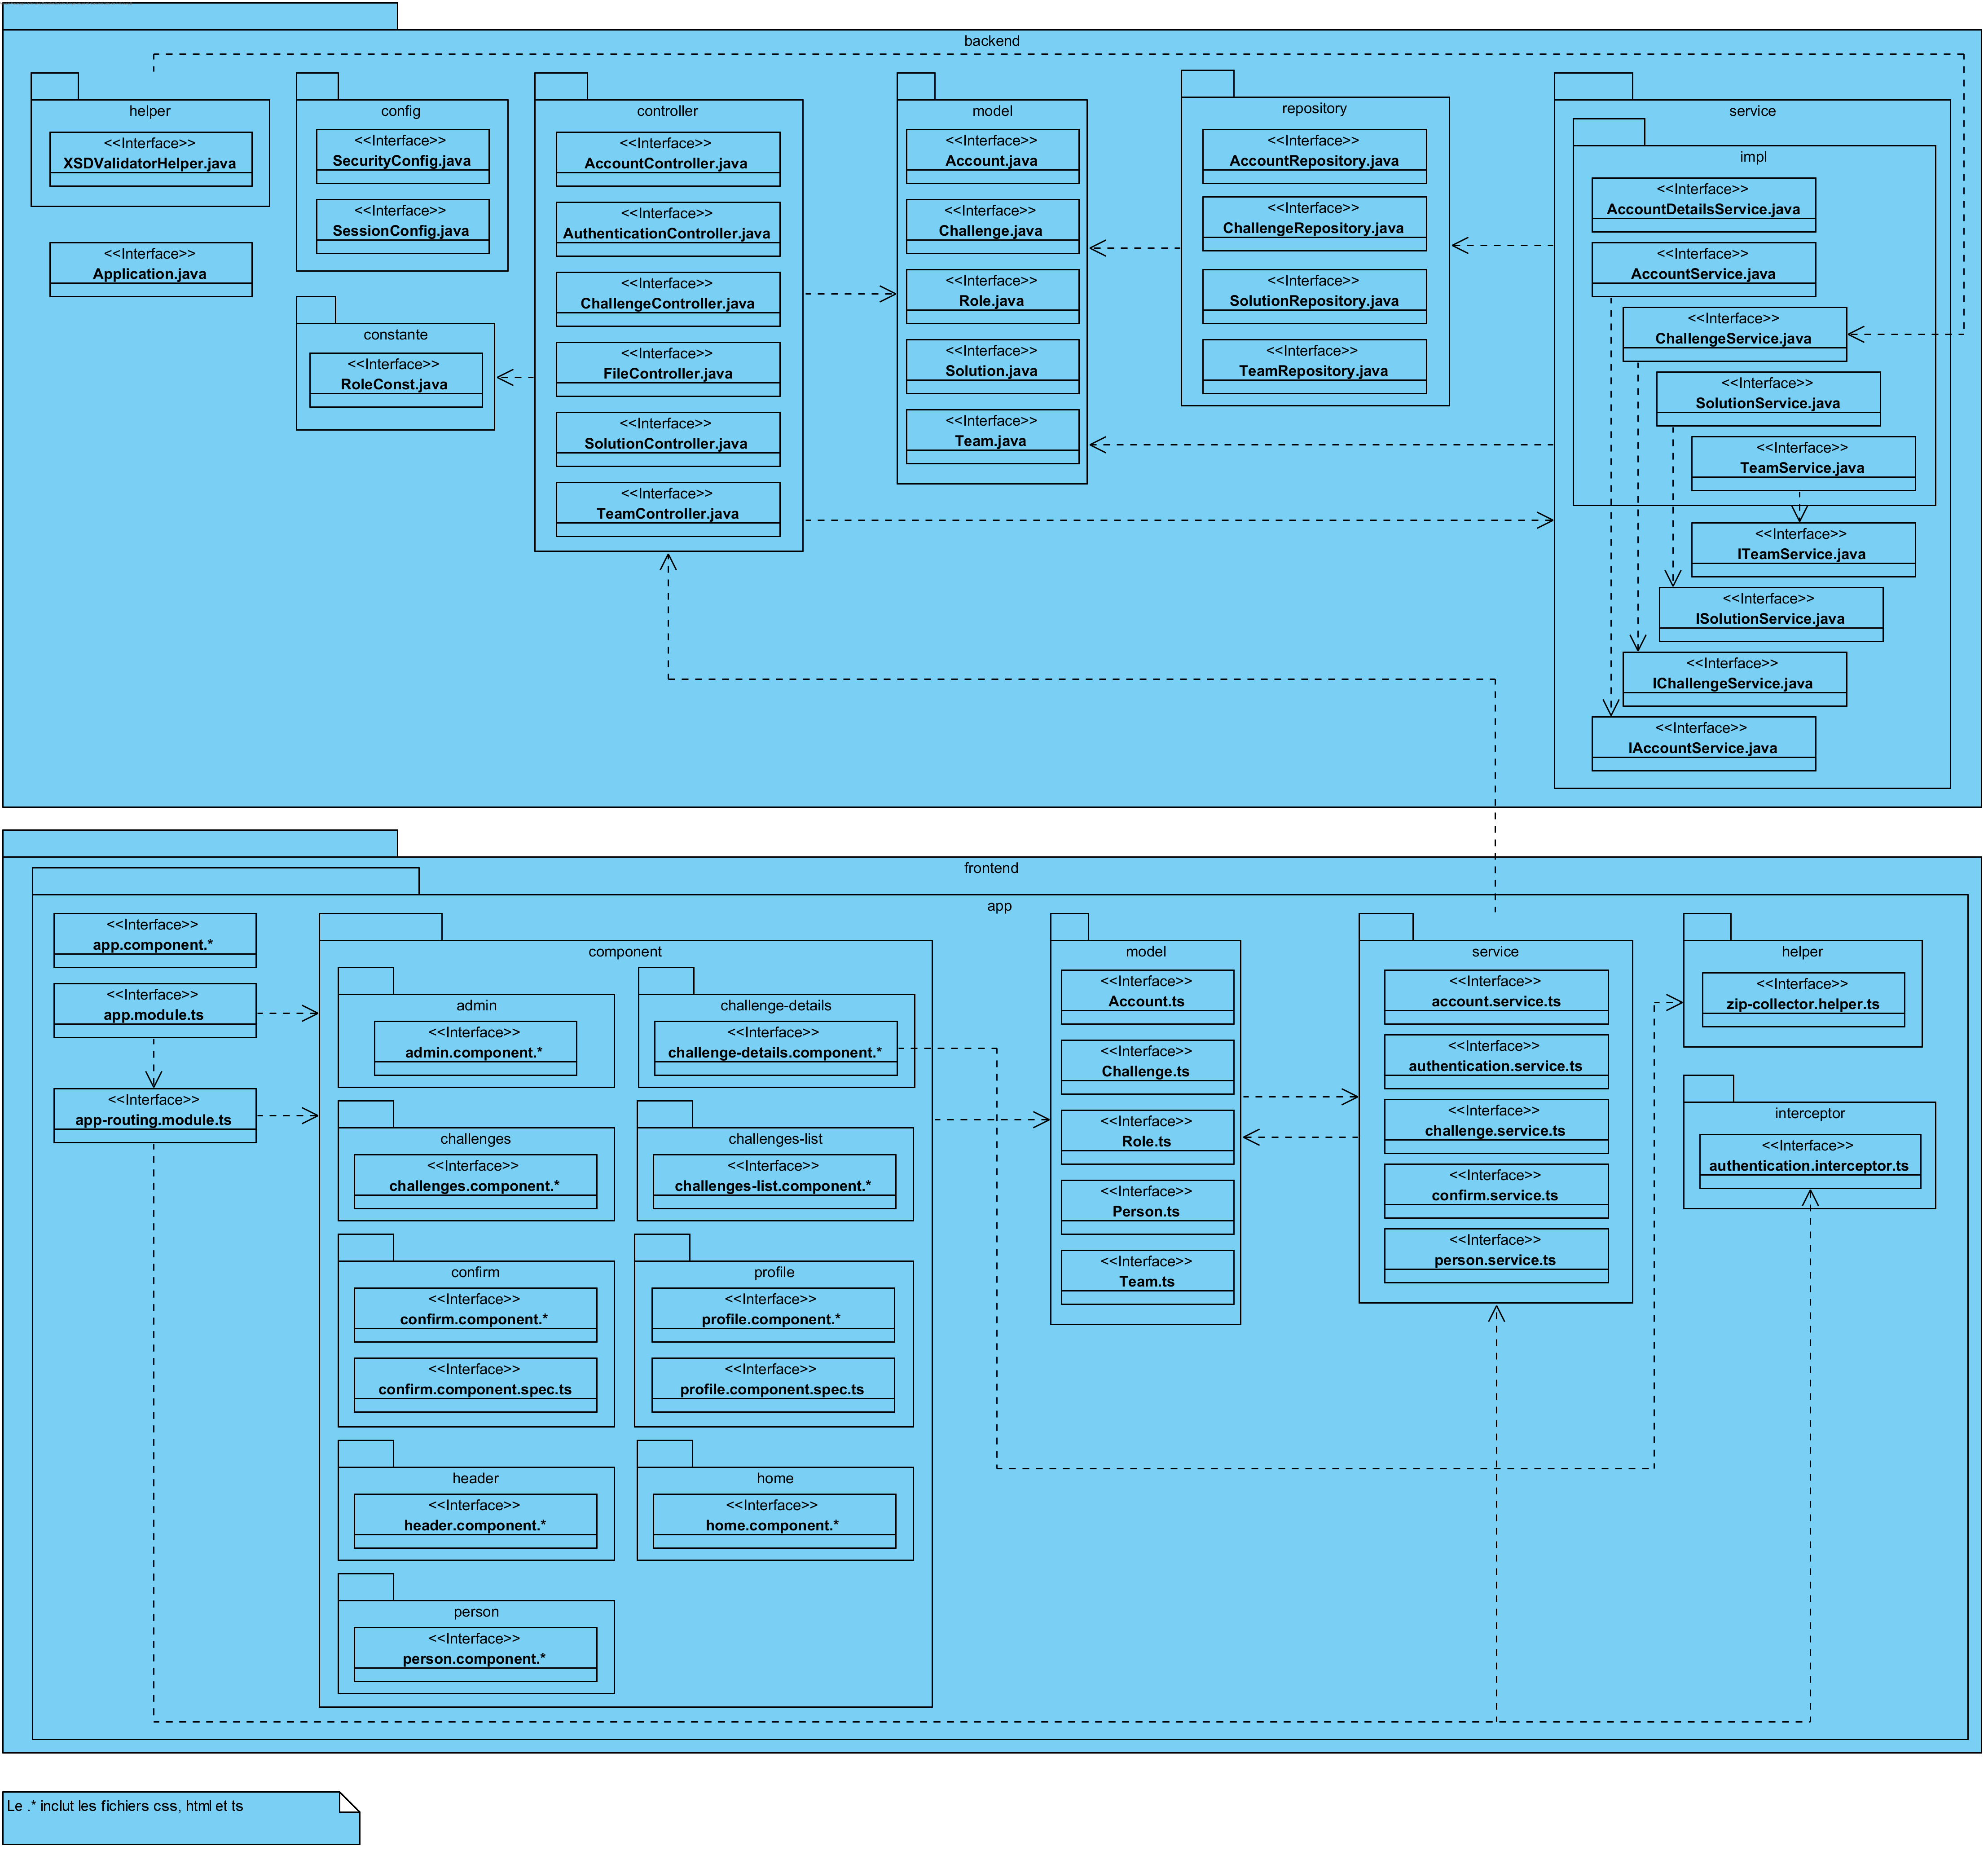 backend
helper
<<Interface>>
XSDValidatorHelper.java
<<Interface>>
Application.java
config
<<Interface>>
SecurityConfig.java
<<Interface>>
SessionConfig.java
constante
<<Interface>>
RoleConst.java
controller
<<Interface>>
AccountController.java
<<Interface>>
AuthenticationController.java
<<Interface>>
ChallengeController.java
<<Interface>>
FileController.java
<<Interface>>
SolutionController.java
<<Interface>>
TeamController.java
model
<<Interface>>
Account.java
<<Interface>>
Challenge.java
<<Interface>>
Role.java
<<Interface>>
Solution.java
<<Interface>>
Team.java
repository
<<Interface>>
AccountRepository.java
<<Interface>>
ChallengeRepository.java
<<Interface>>
SolutionRepository.java
<<Interface>>
TeamRepository.java
service
impl
<<Interface>>
AccountDetailsService.java
<<Interface>>
AccountService.java
<<Interface>>
ChallengeService.java
<<Interface>>
SolutionService.java
<<Interface>>
TeamService.java
<<Interface>>
ITeamService.java
<<Interface>>
ISolutionService.java
<<Interface>>
IChallengeService.java
<<Interface>>
IAccountService.java
frontend
app
<<Interface>>
app.component.*
<<Interface>>
app.module.ts
<<Interface>>
app-routing.module.ts
component
admin
<<Interface>>
admin.component.*
challenge-details
<<Interface>>
challenge-details.component.*
challenges
<<Interface>>
challenges.component.*
challenges-list
<<Interface>>
challenges-list.component.*
confirm
<<Interface>>
confirm.component.*
<<Interface>>
confirm.component.spec.ts
profile
<<Interface>>
profile.component.*
<<Interface>>
profile.component.spec.ts
header
<<Interface>>
header.component.*
home
<<Interface>>
home.component.*
person
<<Interface>>
person.component.*
model
<<Interface>>
Account.ts
<<Interface>>
Challenge.ts
<<Interface>>
Role.ts
<<Interface>>
Person.ts
<<Interface>>
Team.ts
service
<<Interface>>
account.service.ts
<<Interface>>
authentication.service.ts
<<Interface>>
challenge.service.ts
<<Interface>>
confirm.service.ts
<<Interface>>
person.service.ts
helper
<<Interface>>
zip-collector.helper.ts
interceptor
<<Interface>>
authentication.interceptor.ts
Le .* inclut les fichiers css, html et ts